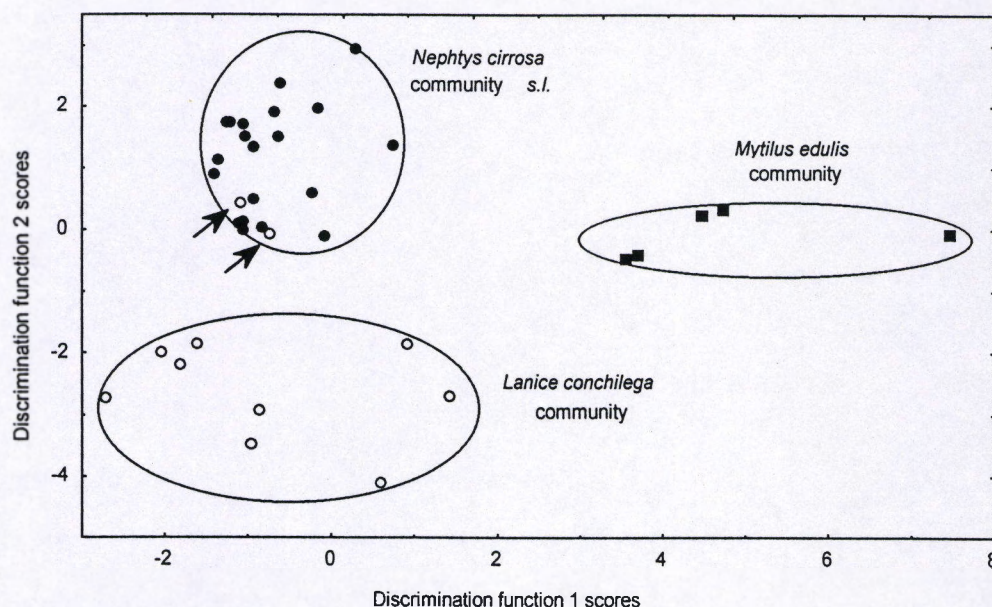 Nephtys cirrosa
community s.l.
Mytilus edulis
community
Lanice conchilega
community
Discrimination function 2 scores
2
0
-2
-4
-2
0
2
4
6
8
Discrimination function 1 scores